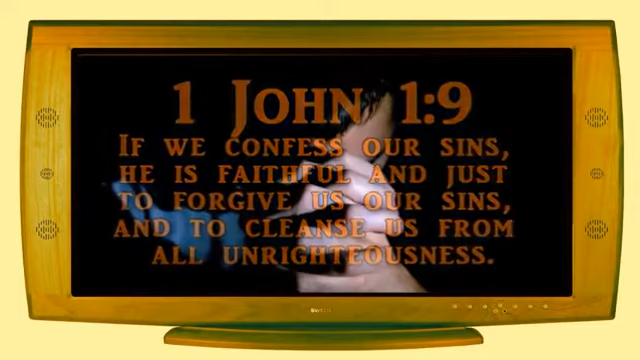 1 John 1:9
If we confess our sins,
he is faithful and just
to forgive us our sins,
and to cleanse us from
all unrighteousness.